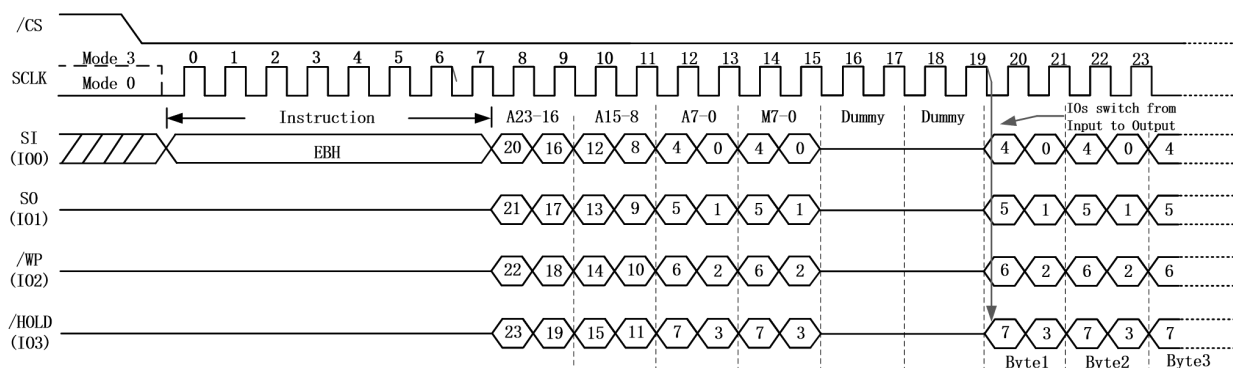 /CS
Mode 3 0 1 2 3 4 5 6 7 8 9 10 11 12 13 14 15 16 17 18 19 20 21 22 23
SCLK
Mode 0
Instruction A23-16 A15-8 A7-0 M7-0 Dummy Dummy IOs switch from
Input to Output
SI
(IO0) EBH 20 16 12 8 4 0 4 0 4 0 4 0 4
SO
(IO1) 21 17 13 9 5 1 5 1 5 1 5 1 5
/WP
(IO2) 22 18 14 10 6 2 6 2 6 2 6 2 6
/HOLD
(IO3) 23 19 15 11 7 3 7 3 7 3 7 3 7
Byte1 Byte2 Byte3